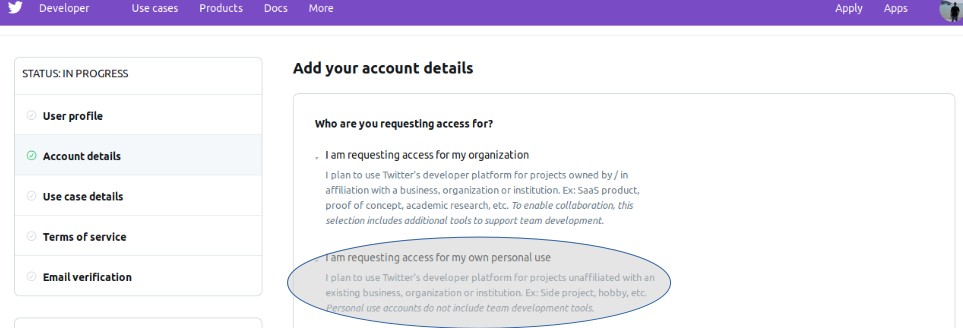 Developer Use cases Products Docs More Apply Apps
STATUS: IN PROGRESS
User profile
Account details
Use case details
Terms of service
Email verification
Add your account details
Who are you requesting access for?
I am requesting access for my organization
I plan to use Twitter's developer platform for projects owned by / in
affiliation with a business, organization or institution. Ex: SaaS product,
proof of concept, academic research, etc. To enable collaboration, this
selection includes additional tools to support team development.
I am requesting access for my own personal use
I plan to use Twitter's developer platform for projects unaffiliated with an
existing business, organization or institution. Ex: Side project, hobby, etc.
Personal use accounts do not include team development tools.